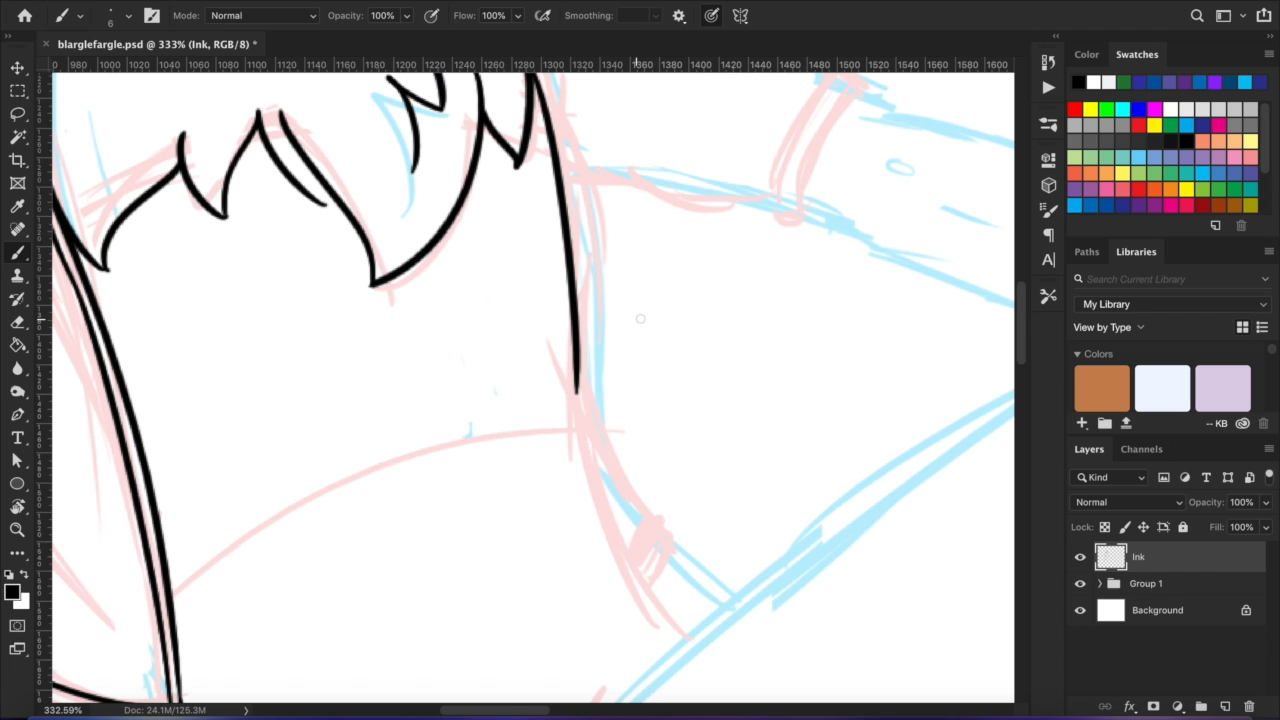 6
Mode: Normal
Opacity: 100%
Flow: 100%
Smoothing:
blarglefargle.psd @ 333% (Ink, RGB/8) *
0 980 1000 1020 1040 1060 1080 1100 1120 1140 1160 1180 1200 1220 1240 1260 1280 1300 1320 1340 1360 1380 1400 1420 1440 1460 1480 1500 1520 1540 1560 1580 1600
Color
Swatches
Paths
Libraries
Search Current Library
My Library
View by Type
Colors
-- KB
Layers
Channels
Kind
Normal
Opacity: 100%
Lock:
Fill: 100%
Ink
Group 1
Background
332.59%
Doc: 24.1M/125.3M